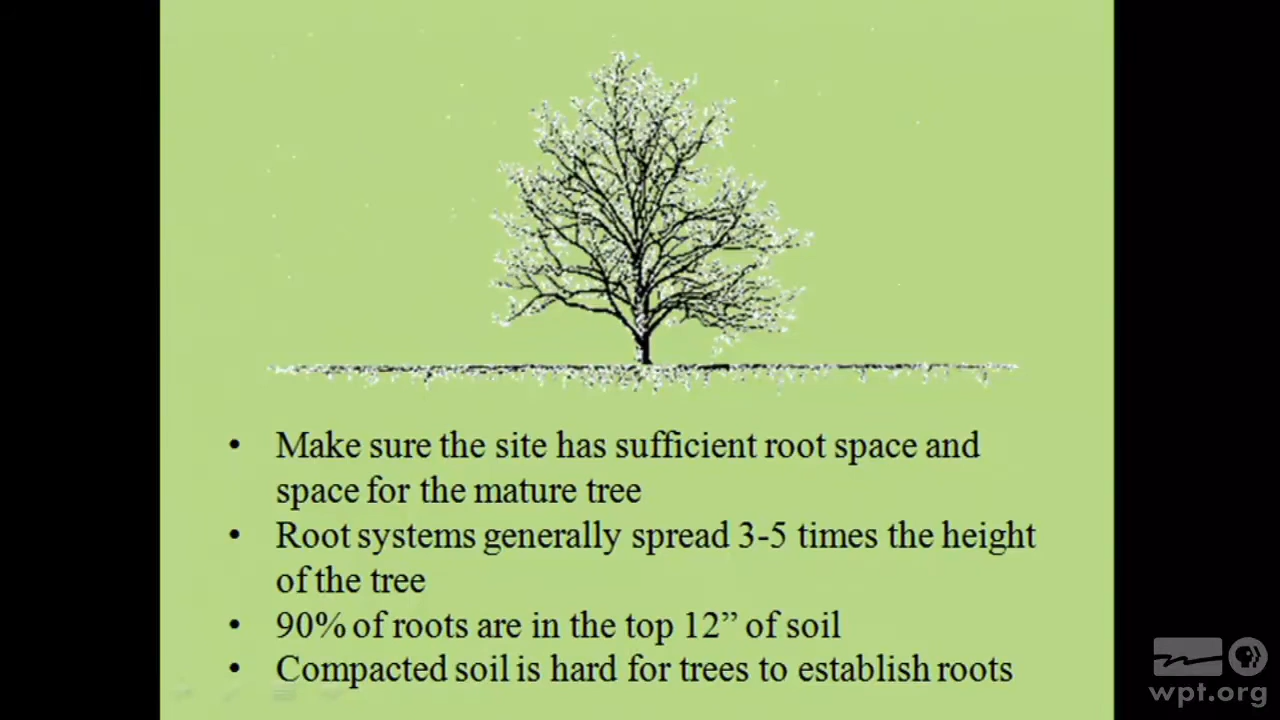 • Make sure the site has sufficient root space and
space for the mature tree
• Root systems generally spread 3-5 times the height
of the tree
• 90% of roots are in the top 12” of soil
• Compacted soil is hard for trees to establish roots
wpt.org